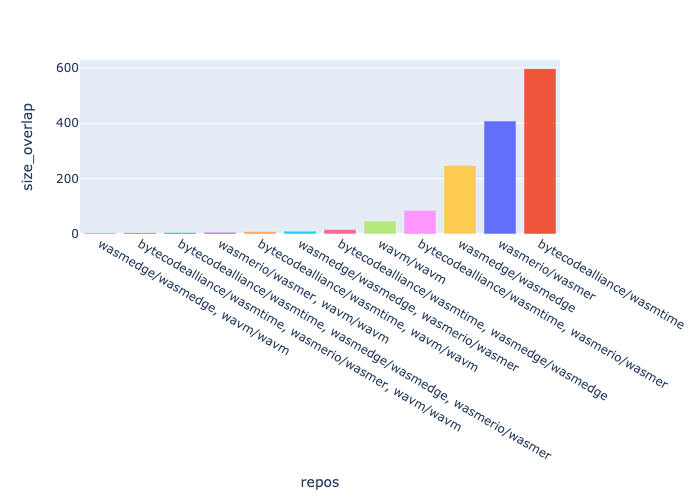 600
400
200
0
size_overlap
wasmedge/wasmedge, wavm/wavm
bytecodealliance/wasmtime, wasmerio/wasmer, wavm/wavm
bytecodealliance/wasmtime, wasmedge/wasmedge, wasmerio/wasmer
wasmerio/wasmer, wavm/wavm
bytecodealliance/wasmtime, wavm/wavm
wasmedge/wasmedge, wasmerio/wasmer
bytecodealliance/wasmtime, wasmedge/wasmedge
wavm/wavm
bytecodealliance/wasmtime, wasmerio/wasmer
wasmedge/wasmedge
wasmerio/wasmer
bytecodealliance/wasmtime
repos